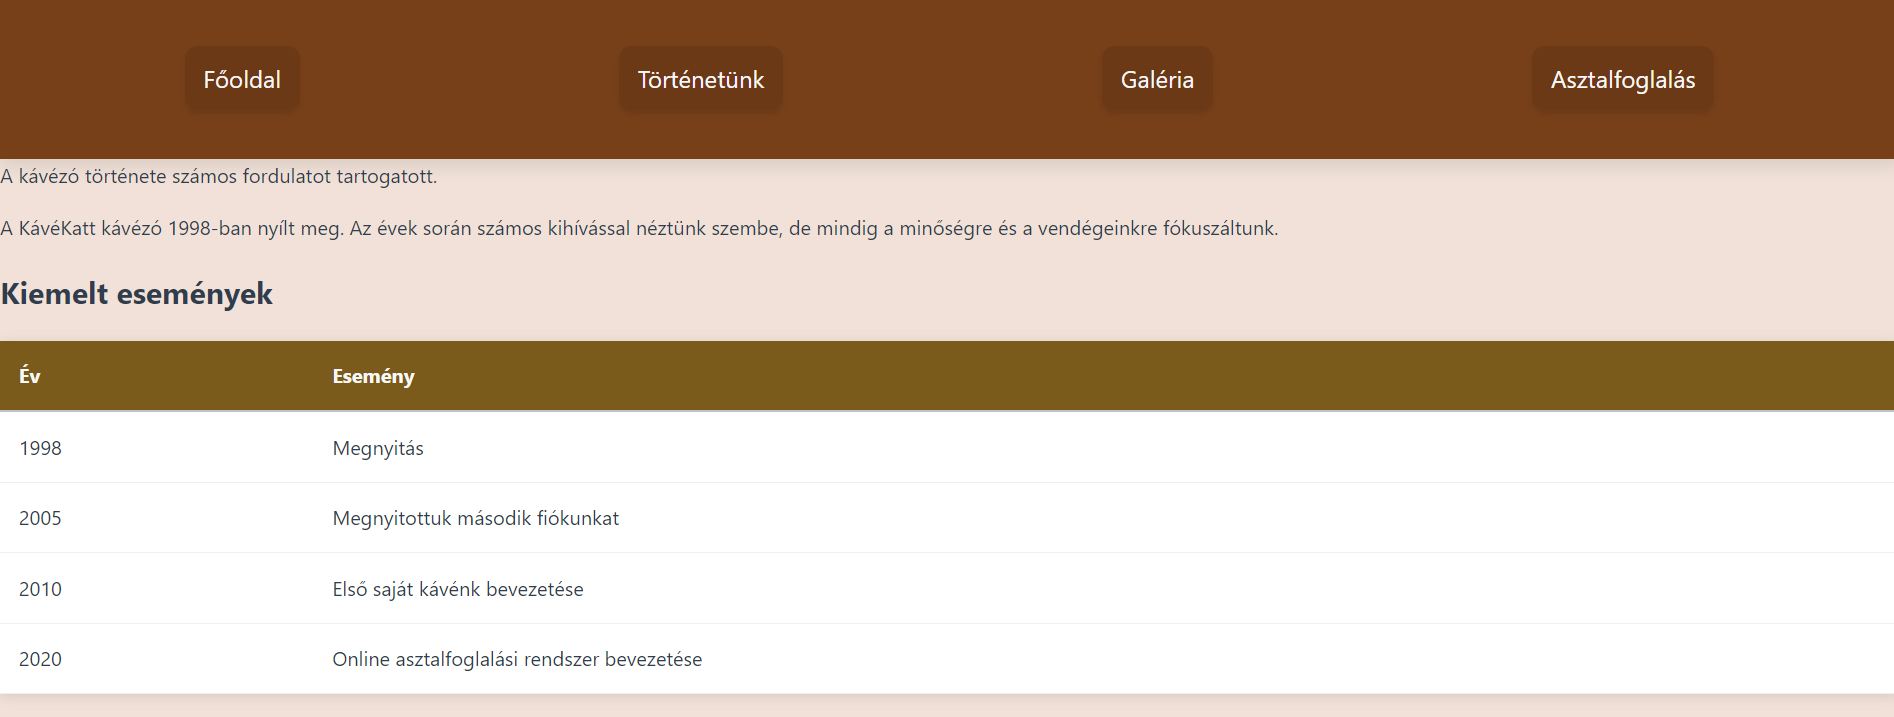 Főoldal Történetünk Galéria Asztalfoglalás
A kávézó története számos fordulatot tartogatott.
A KávéKatt kávézó 1998-ban nyílt meg. Az évek során számos kihívással néztünk szembe, de mindig a minőségre és a vendégeinkre fókuszáltunk.
Kiemelt események
Év Esemény
1998 Megnyitás
2005 Megnyitottuk második fiókunkat
2010 Első saját kávénk bevezetése
2020 Online asztalfoglalási rendszer bevezetése